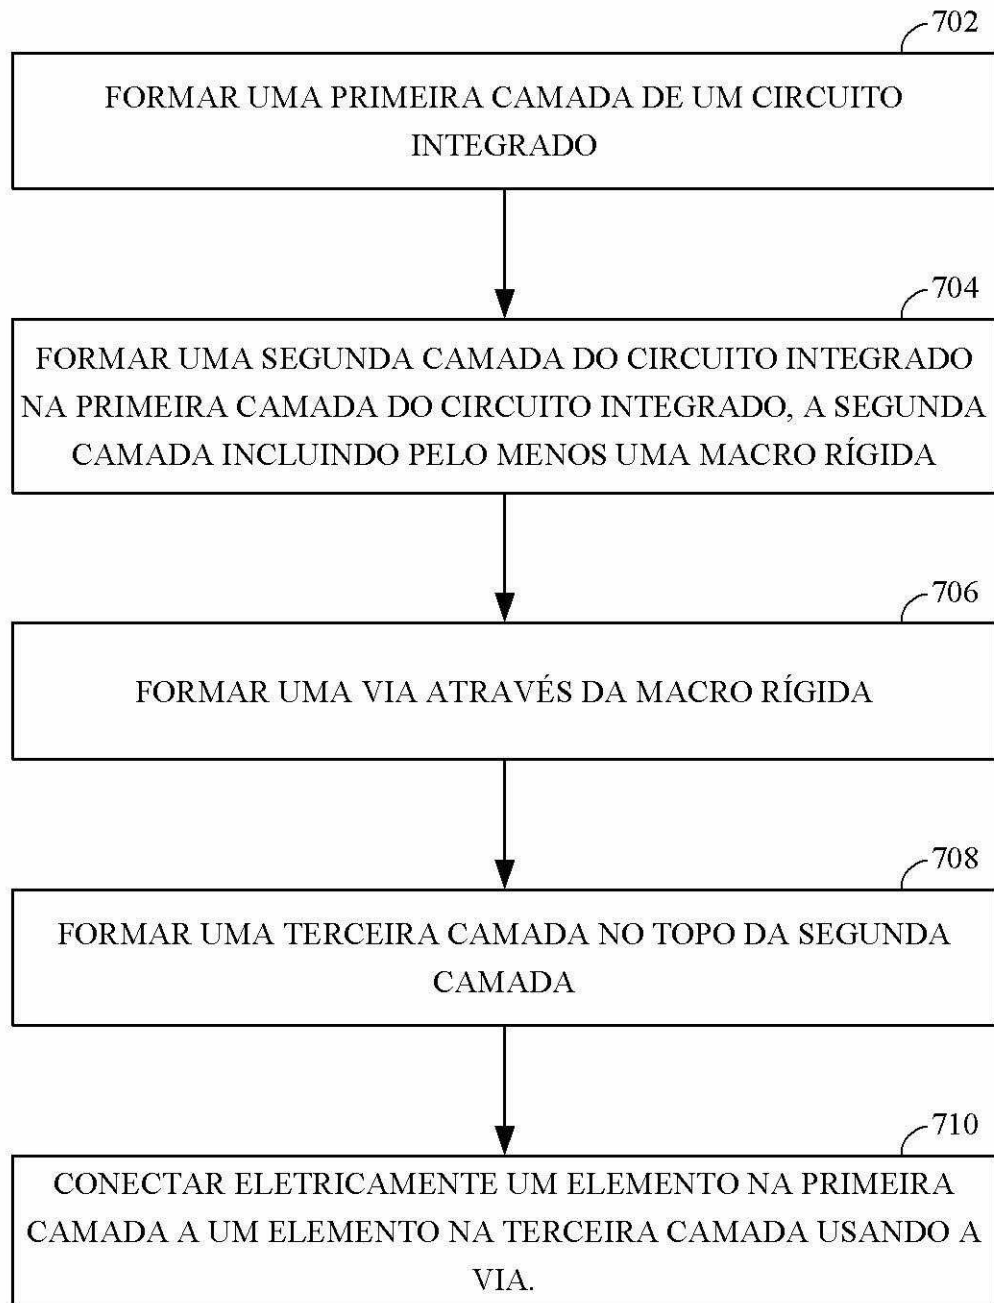 702
FORMAR UMA PRIMEIRA CAMADA DE UM CIRCUITO
INTEGRADO
704
FORMAR UMA SEGUNDA CAMADA DO CIRCUITO INTEGRADO
NA PRIMEIRA CAMADA DO CIRCUITO INTEGRADO, A SEGUNDA
CAMADA INCLUINDO PELO MENOS UMA MACRO RÍGIDA
706
FORMAR UMA VIA ATRAVÉS DA MACRO RÍGIDA
708
FORMAR UMA TERCEIRA CAMADA NO TOPO DA SEGUNDA
CAMADA
710
CONECTAR ELETRICAMENTE UM ELEMENTO NA PRIMEIRA
CAMADA A UM ELEMENTO NA TERCEIRA CAMADA USANDO A
VIA.